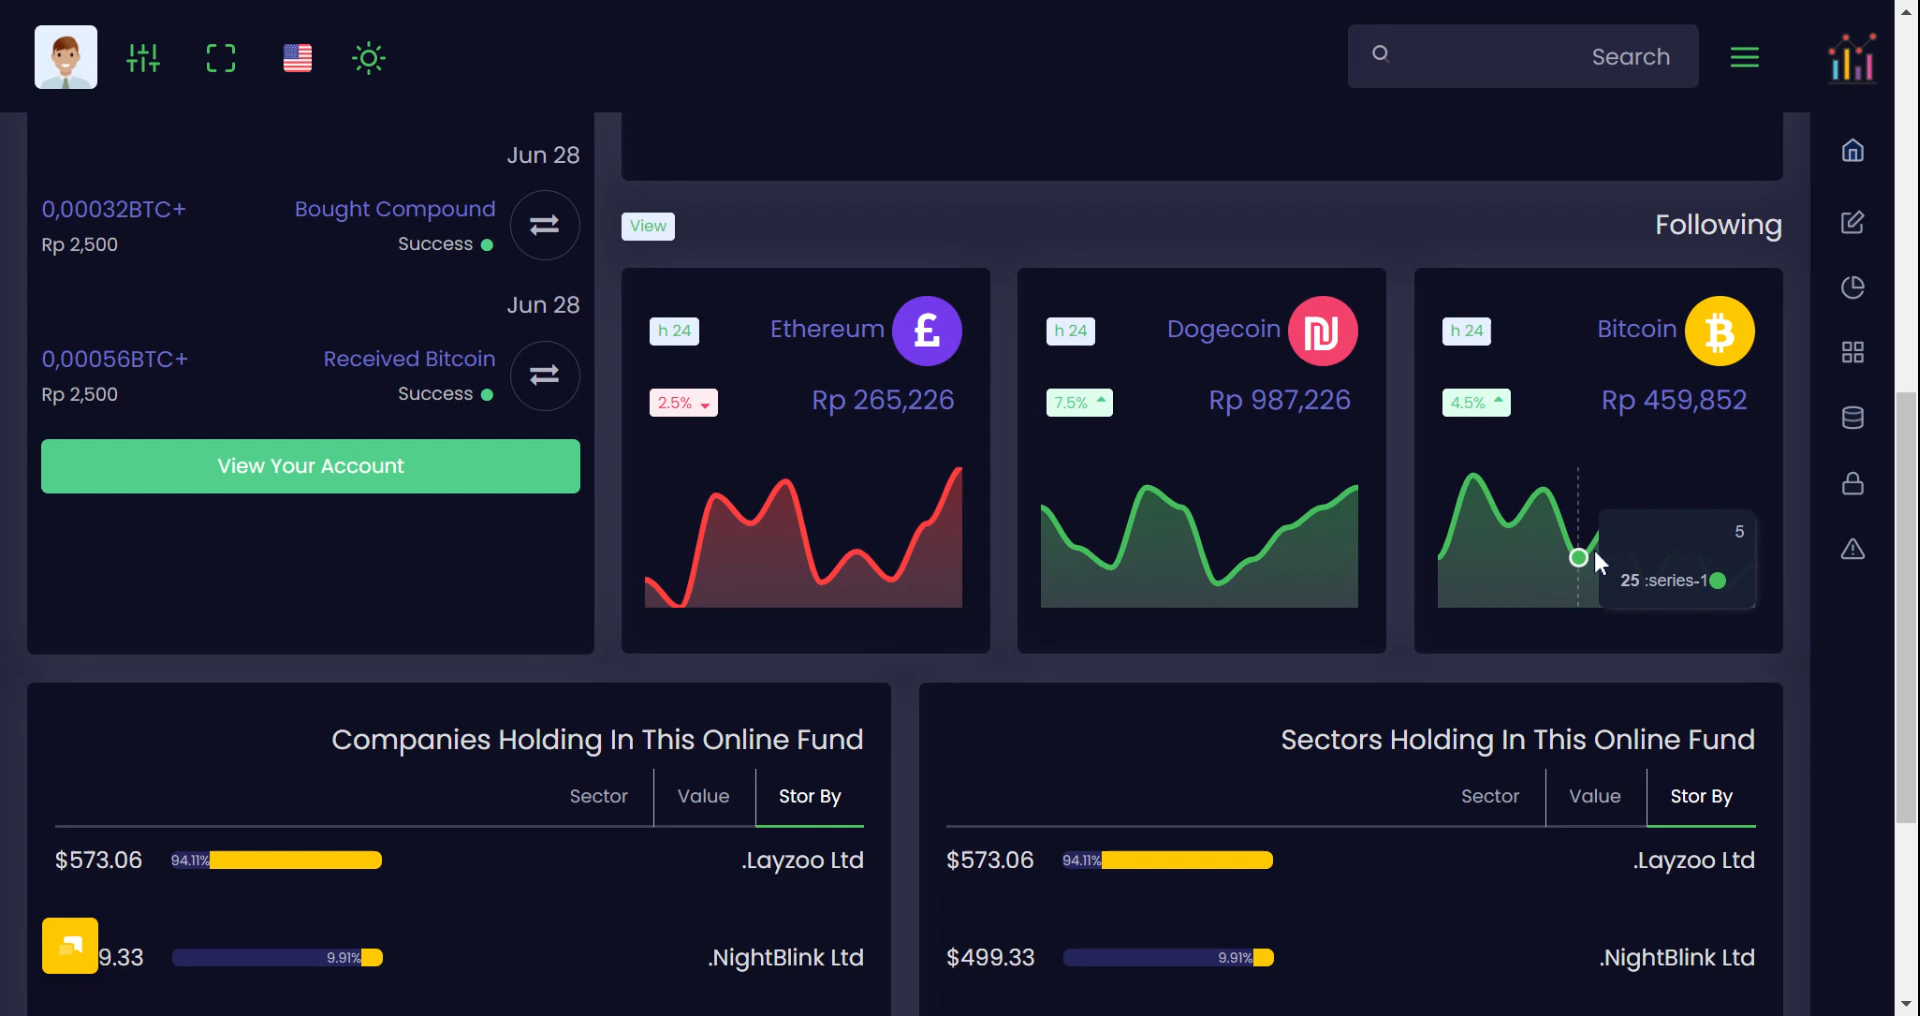 Search
Jun 28
0,00032BTC+ Bought Compound
Rp 2,500 Success
Jun 28
0,00056BTC+ Received Bitcoin
Rp 2,500 Success
View Your Account
View Following
h 24 Ethereum
2.5% Rp 265,226
h 24 Dogecoin
7.5% Rp 987,226
h 24 Bitcoin
4.5% Rp 459,852
5
25 :series-1
Companies Holding In This Online Fund
Sector Value Stor By
$573.06 94.11% .Layzoo Ltd
9.33 9.91% .NightBlink Ltd
Sectors Holding In This Online Fund
Sector Value Stor By
$573.06 94.11% .Layzoo Ltd
$499.33 9.91% .NightBlink Ltd